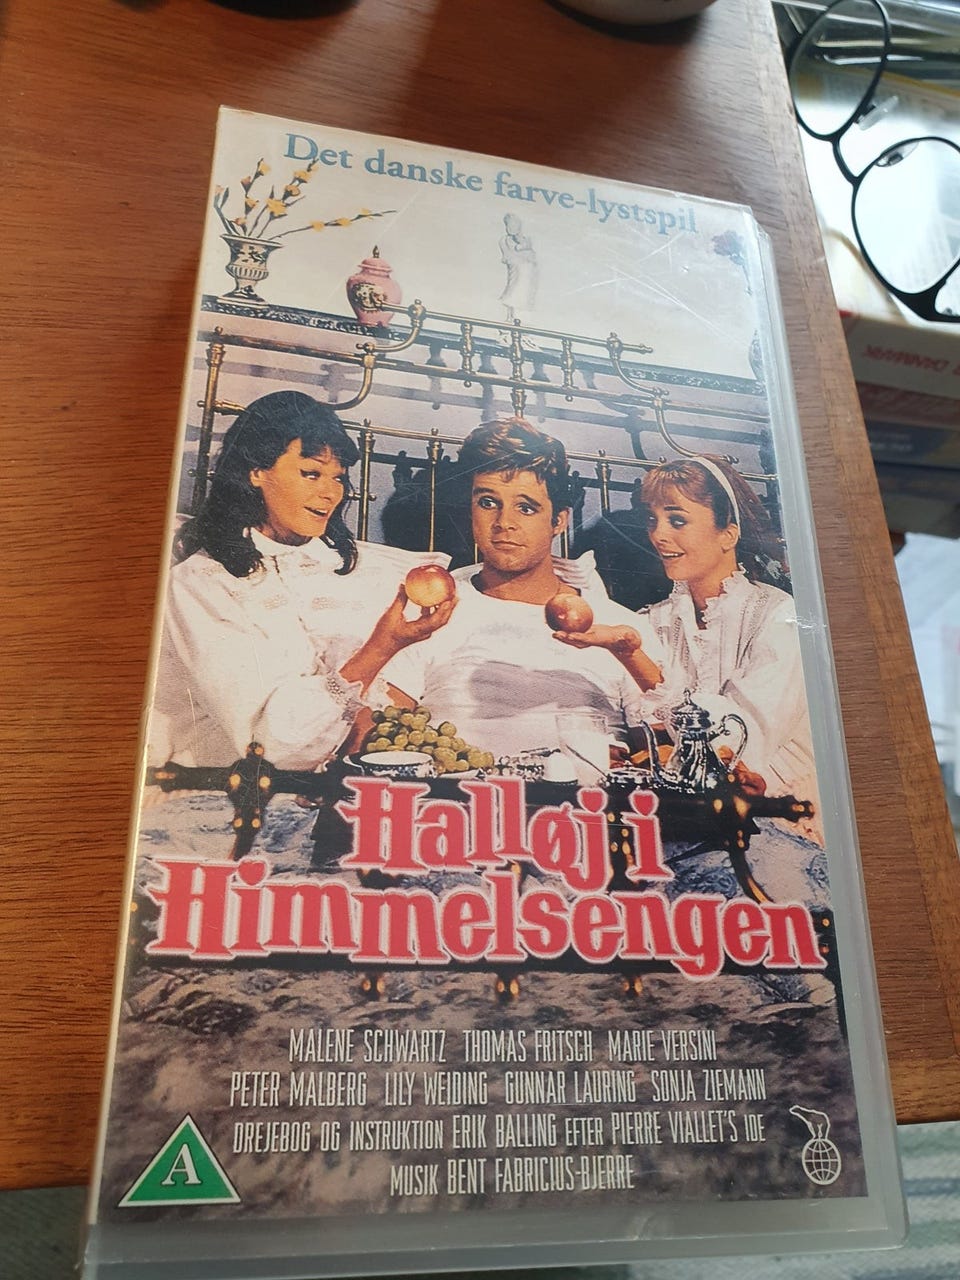 Det danske farve-lystspil
Halløj i
Himmelsengen
MALENE SCHWARTZ THOMAS FRITSCH MARIE VERSINI
PETER MALBERG LILY WEIDING GUNNAR LAURING SONJA ZIEMANN
DREJEBOG OG INSTRUKTION ERIK BALLING EFTER PIERRE VIALLET'S IDE
MUSIK BENT FABRICIUS-BJERRE
A
DANMARK